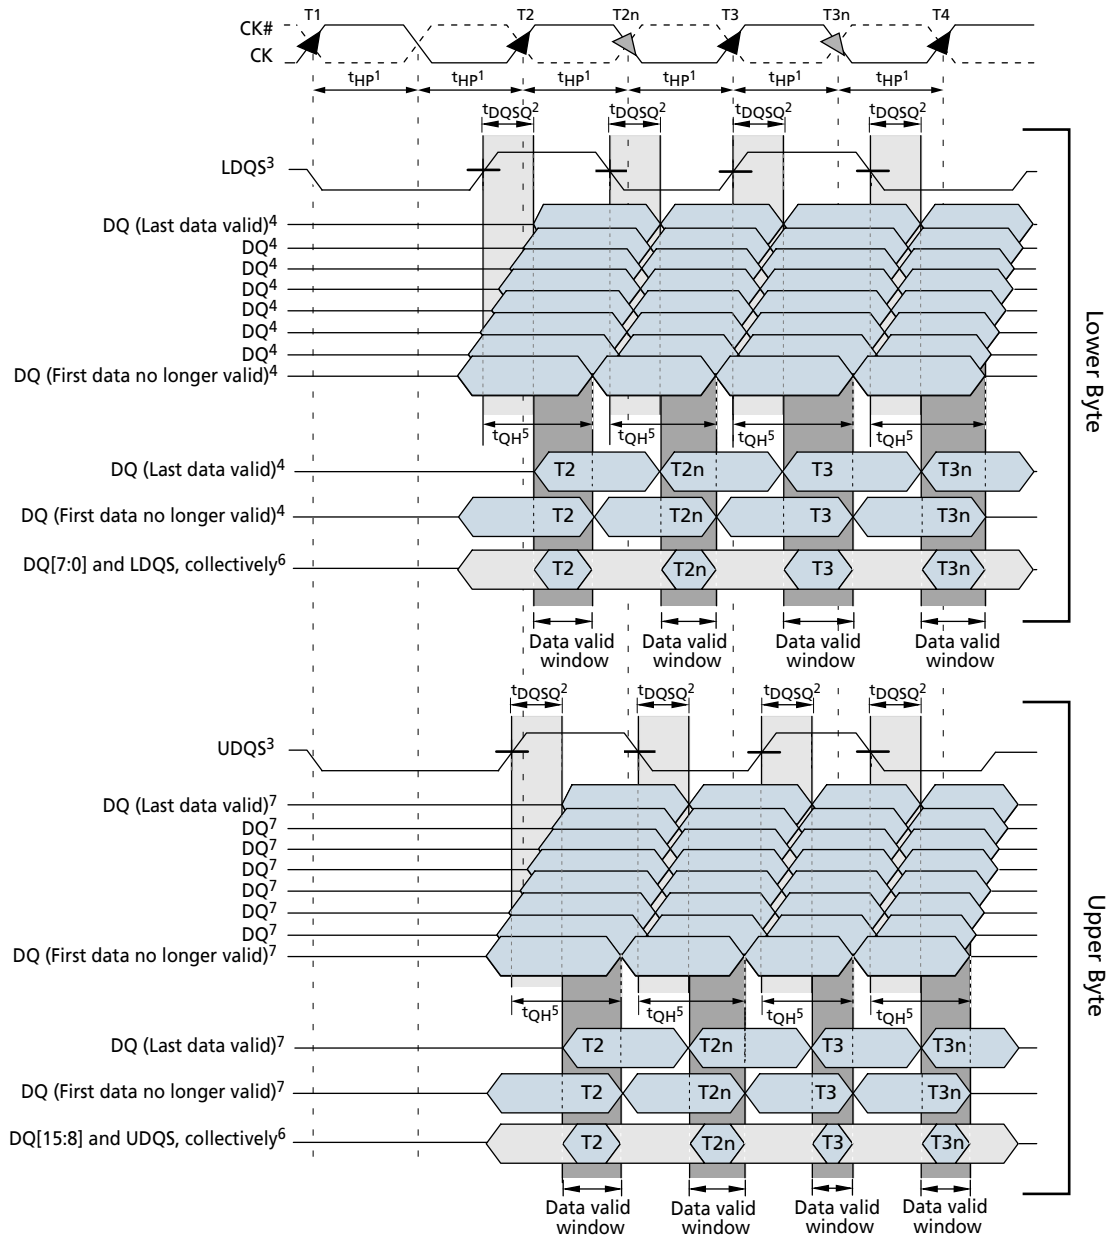 T1 T2 T2n T3 T3n T4
CK#
CK
tHP1 tHP1 tHP1 tHP1 tHP1 tHP1
tDQSQ2 tDQSQ2 tDQSQ2 tDQSQ2
LDQS3
DQ (Last data valid)4
DQ4
DQ4
DQ4
DQ4
DQ4
DQ4
DQ (First data no longer valid)4
Lower Byte
tQH5 tQH5 tQH5 tQH5
DQ (Last data valid)4 T2 T2n T3 T3n
DQ (First data no longer valid)4 T2 T2n T3 T3n
DQ[7:0] and LDQS, collectively6 T2 T2n T3 T3n
Data valid window Data valid window Data valid window Data valid window
tDQSQ2 tDQSQ2 tDQSQ2 tDQSQ2
UDQS3
DQ (Last data valid)7
DQ7
DQ7
DQ7
DQ7
DQ7
DQ7
DQ (First data no longer valid)7
Upper Byte
tQH5 tQH5 tQH5 tQH5
DQ (Last data valid)7 T2 T2n T3 T3n
DQ (First data no longer valid)7 T2 T2n T3 T3n
DQ[15:8] and UDQS, collectively6 T2 T2n T3 T3n
Data valid window Data valid window Data valid window Data valid window